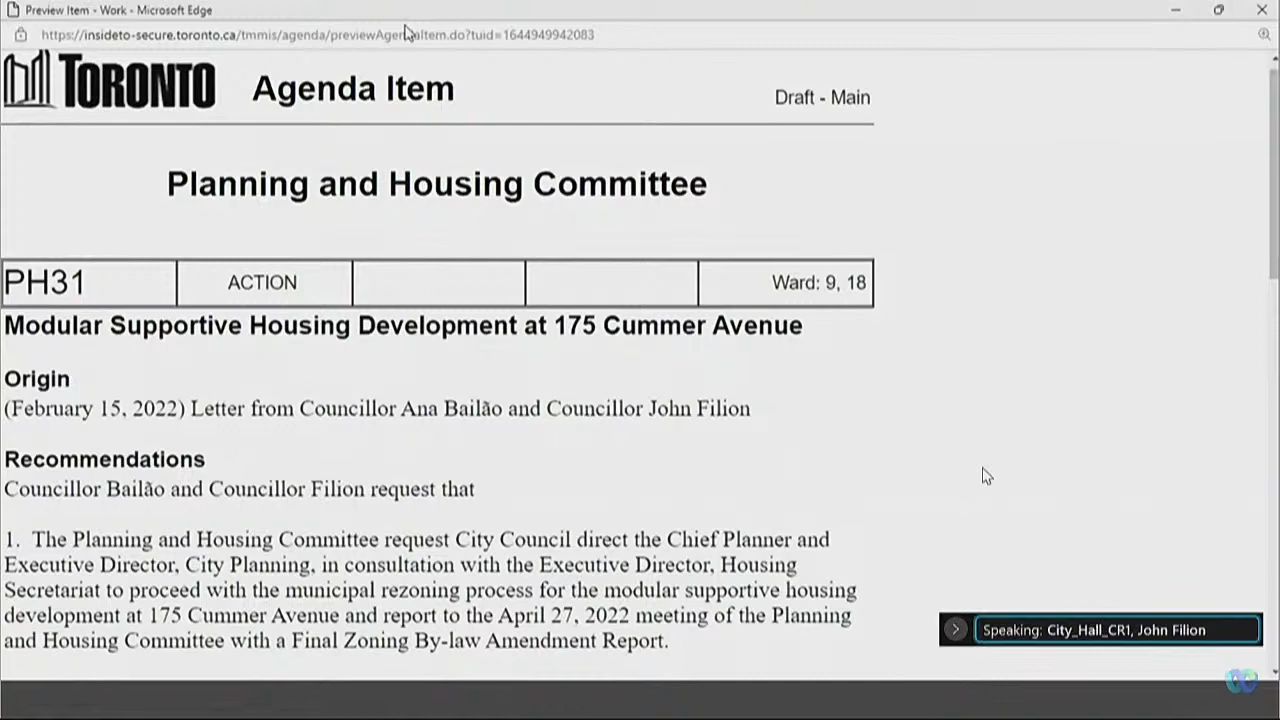 Preview Item - Work - Microsoft Edge
https://insideto-secure.toronto.ca/tmmis/agenda/previewAgendaItem.do?tuid=1644949942083
TORONTO Agenda Item Draft - Main
Planning and Housing Committee
PH31 ACTION Ward: 9, 18
Modular Supportive Housing Development at 175 Cummer Avenue
Origin
(February 15, 2022) Letter from Councillor Ana Bailão and Councillor John Filion
Recommendations
Councillor Bailão and Councillor Filion request that
1. The Planning and Housing Committee request City Council direct the Chief Planner and
Executive Director, City Planning, in consultation with the Executive Director, Housing
Secretariat to proceed with the municipal rezoning process for the modular supportive housing
development at 175 Cummer Avenue and report to the April 27, 2022 meeting of the Planning
and Housing Committee with a Final Zoning By-law Amendment Report.
Speaking: City_Hall_CR1, John Filion